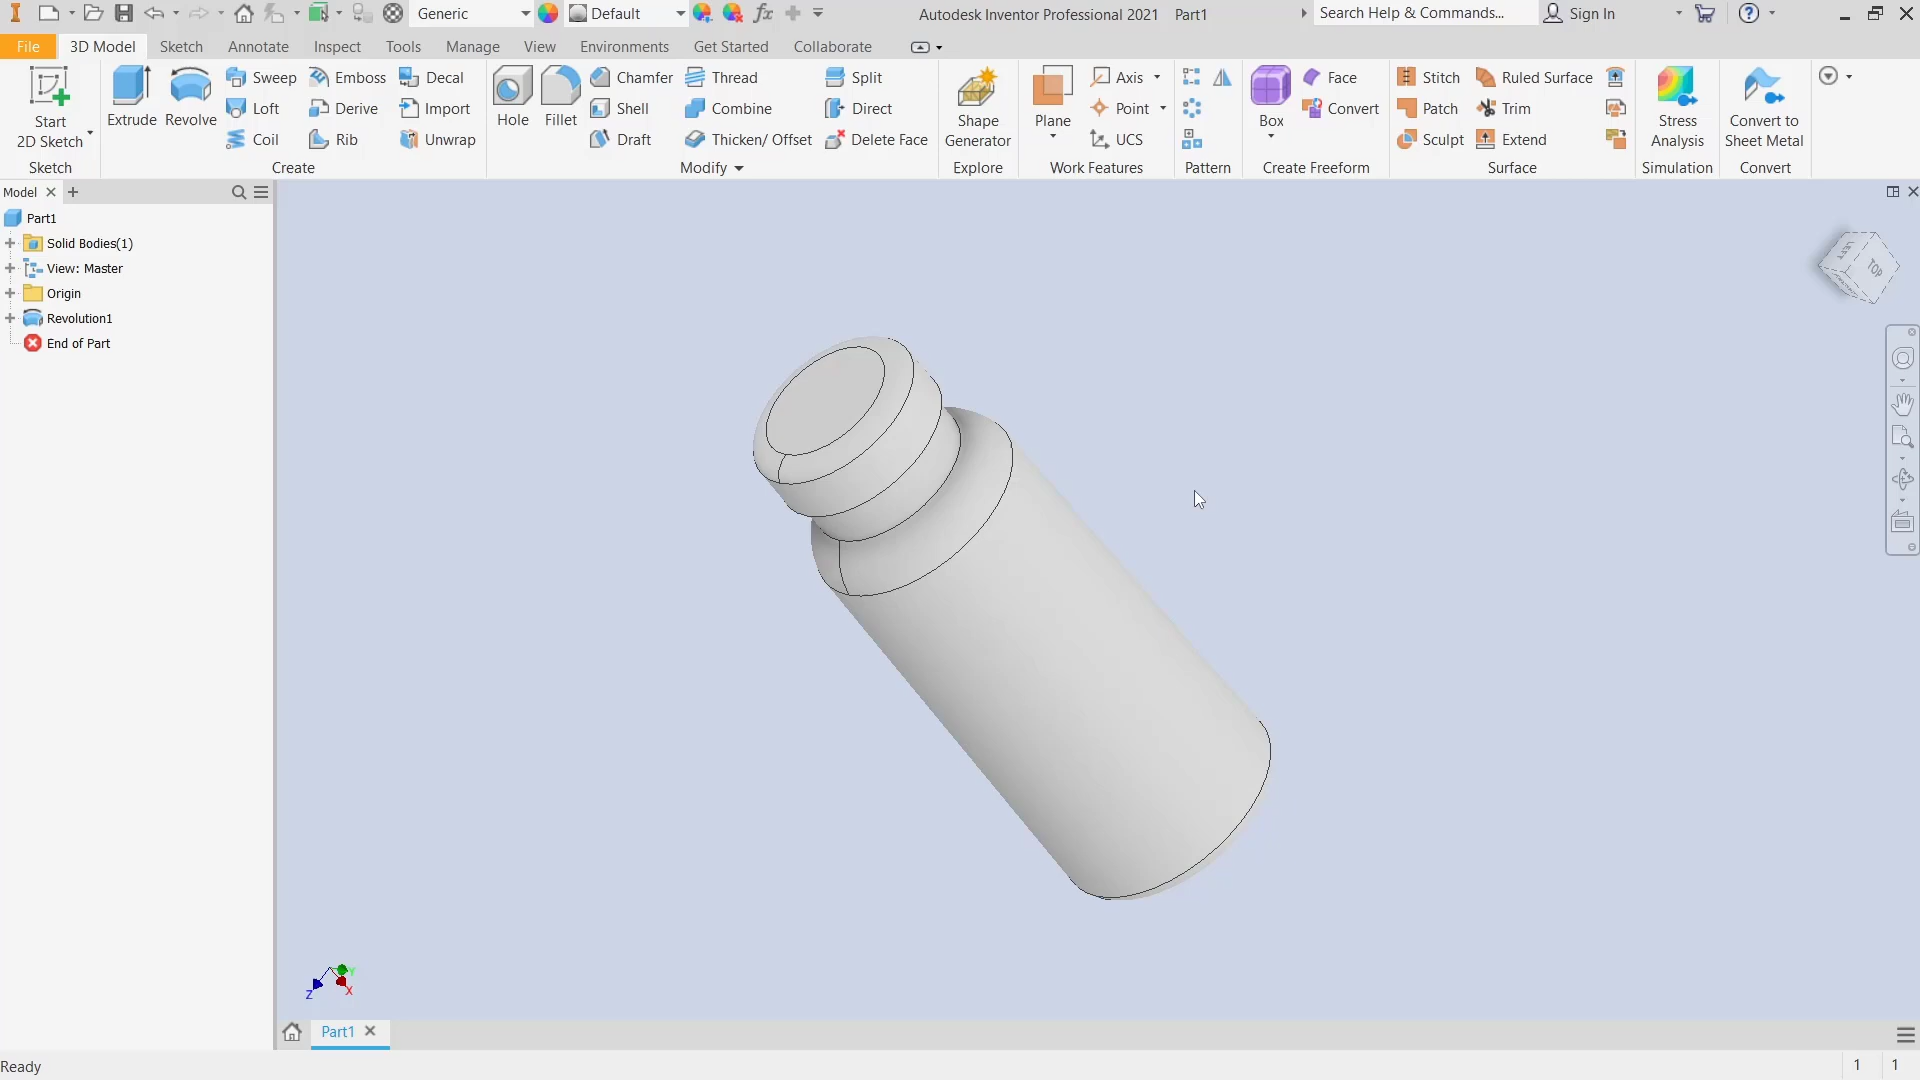 Generic Default Autodesk Inventor Professional 2021 Part1 Search Help & Commands... Sign In
File 3D Model Sketch Annotate Inspect Tools Manage View Environments Get Started Collaborate
Start
2D Sketch
Sketch
Extrude Revolve
Sweep Emboss Decal
Loft Derive Import
Coil Rib Unwrap
Create
Hole Fillet
Chamfer Thread Split
Shell Combine Direct
Draft Thicken/ Offset Delete Face
Modify
Shape
Generator
Explore
Plane
Axis
Point
UCS
Work Features
Pattern
Box
Face
Convert
Create Freeform
Stitch Ruled Surface
Patch Trim
Sculpt Extend
Surface
Stress
Analysis
Simulation
Convert to
Sheet Metal
Convert
Model
Part1
Solid Bodies(1)
View: Master
Origin
Revolution1
End of Part
TOP
Y
Z X
Part1
Ready 1 1